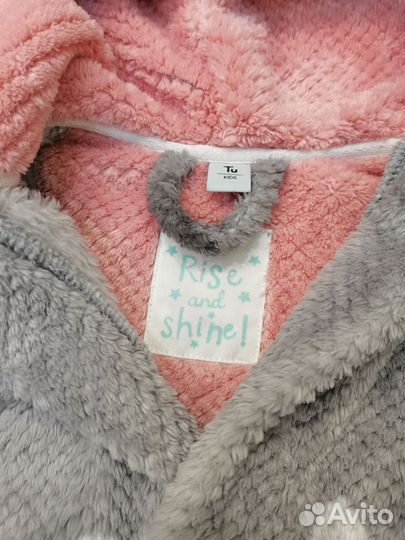 Tu
KIDS
Rise
and
shine!
Avito